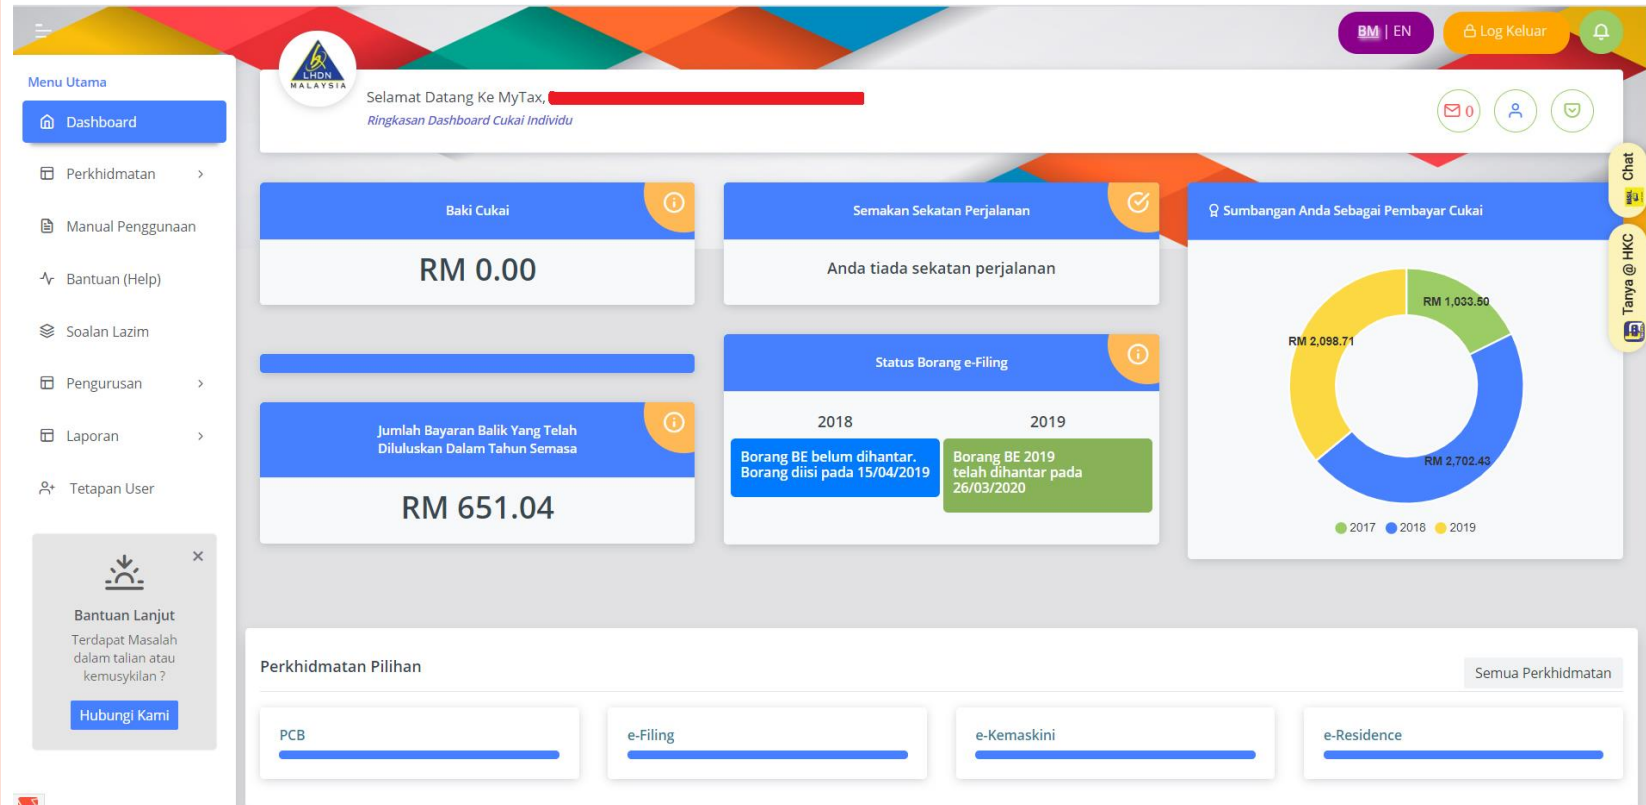 BM | EN
Log Keluar
LHDN
MALAYSIA
Selamat Datang Ke MyTax,
Ringkasan Dashboard Cukai Individu
0
Menu Utama
Dashboard
Perkhidmatan
Manual Penggunaan
Bantuan (Help)
Soalan Lazim
Pengurusan
Laporan
Tetapan User
Bantuan Lanjut
Terdapat Masalah
dalam talian atau
kemusykilan ?
Hubungi Kami
Baki Cukai
RM 0.00
Jumlah Bayaran Balik Yang Telah
Diluluskan Dalam Tahun Semasa
RM 651.04
Semakan Sekatan Perjalanan
Anda tiada sekatan perjalanan
Status Borang e-Filing
2018
2019
Borang BE belum dihantar.
Borang diisi pada 15/04/2019
Borang BE 2019
telah dihantar pada
26/03/2020
Sumbangan Anda Sebagai Pembayar Cukai
RM 1,033.50
RM 2,098.71
RM 2,702.43
2017 2018 2019
Chat
Tanya @ HKC
Perkhidmatan Pilihan
Semua Perkhidmatan
PCB
e-Filing
e-Kemaskini
e-Residence